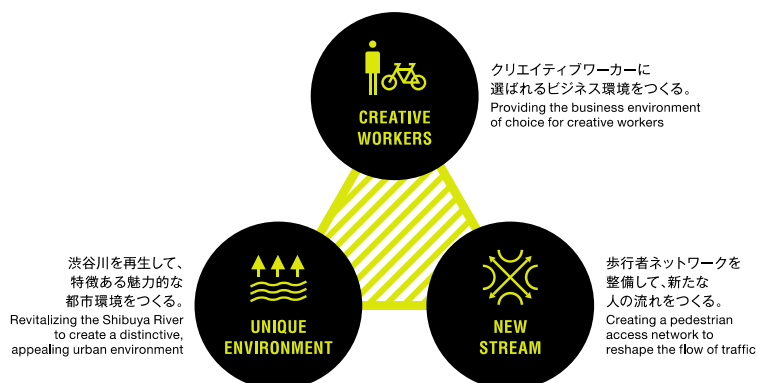 CREATIVE
WORKERS
クリエイティブワーカーに
選ばれるビジネス環境をつくる。
Providing the business environment
of choice for creative workers
渋谷川を再生して、
特徴ある魅力的な
都市環境をつくる。
Revitalizing the Shibuya River
to create a distinctive,
appealing urban environment
UNIQUE
ENVIRONMENT
NEW
STREAM
歩行者ネットワークを
整備して、新たな
人の流れをつくる。
Creating a pedestrian
access network to
reshape the flow of traffic